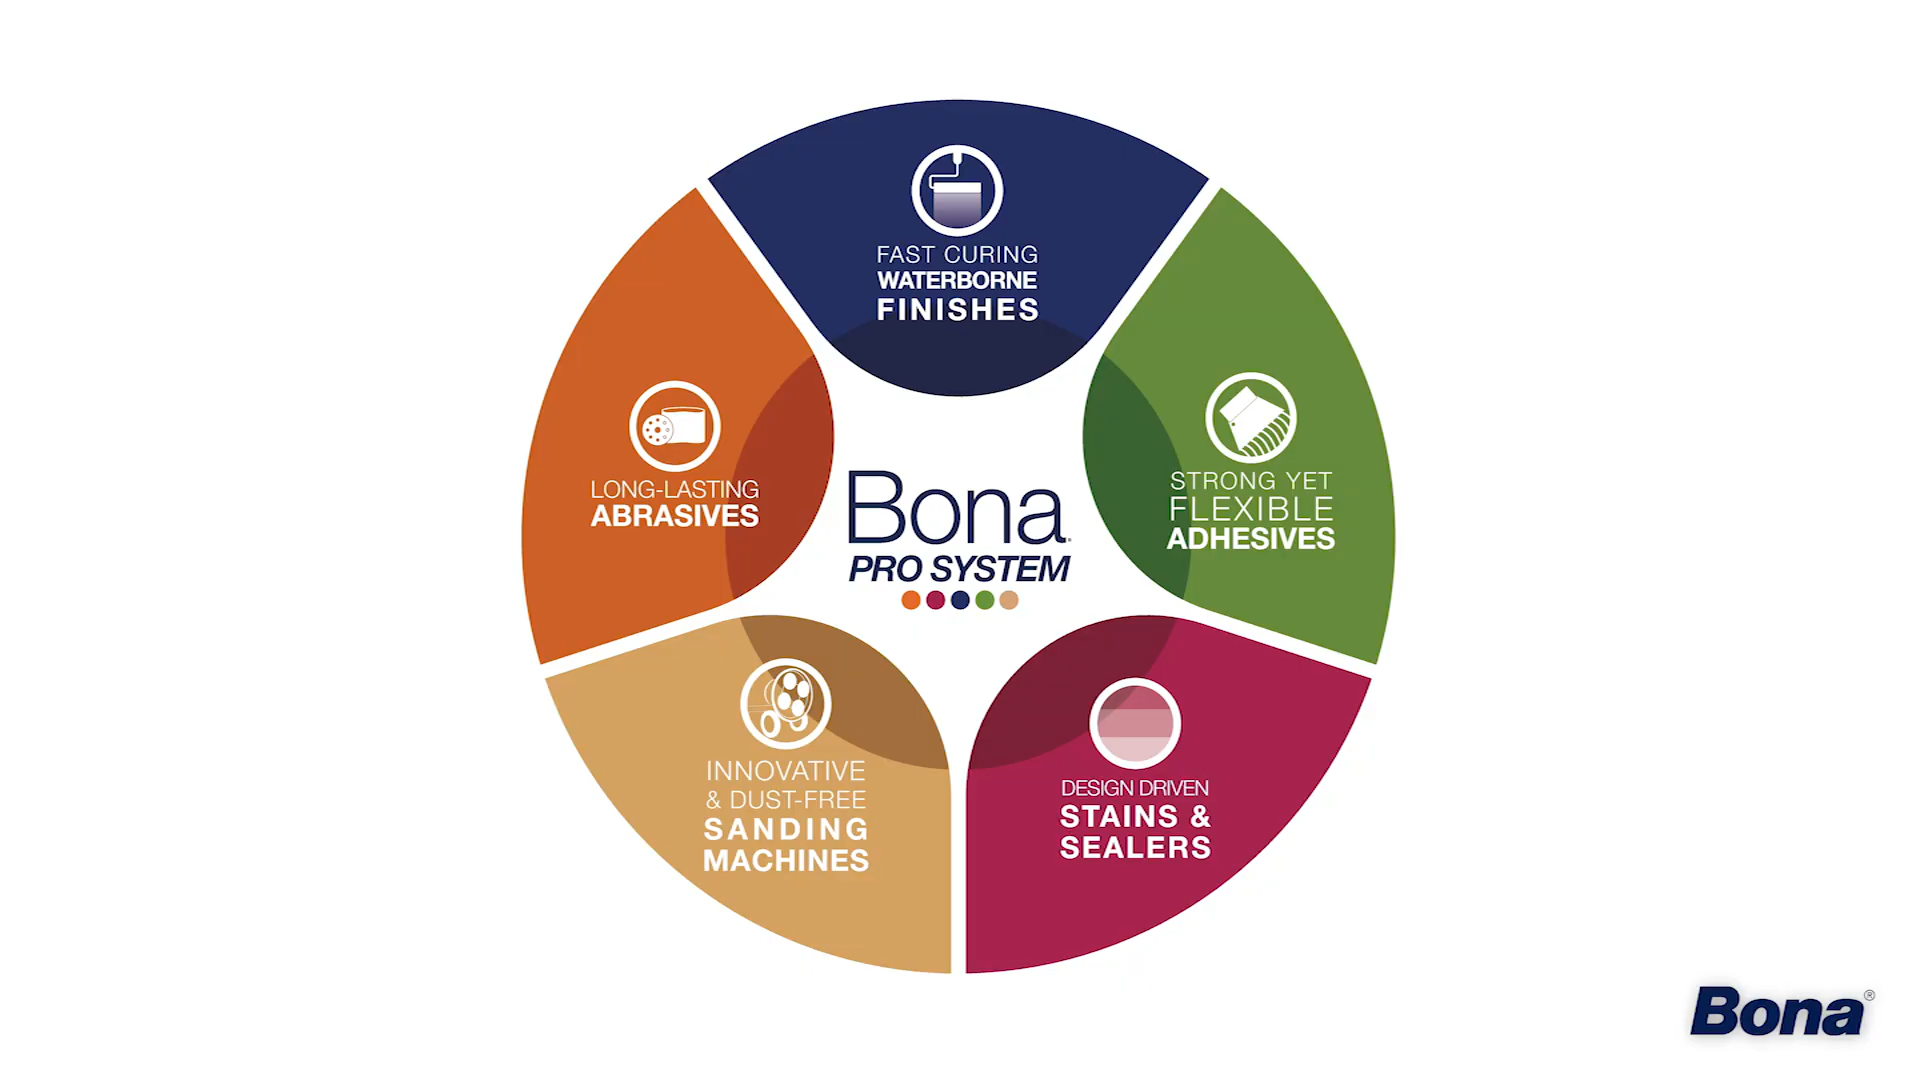 FAST CURING
WATERBORNE
FINISHES
STRONG YET
FLEXIBLE
ADHESIVES
DESIGN DRIVEN
STAINS &
SEALERS
INNOVATIVE
& DUST-FREE
SANDING
MACHINES
LONG-LASTING
ABRASIVES
Bona
PRO SYSTEM
Bona®